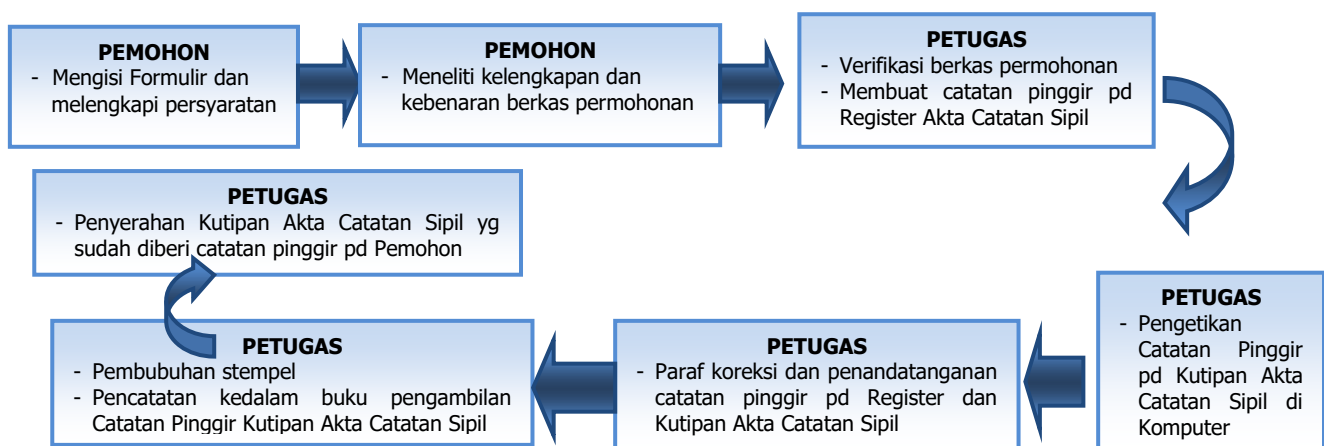 PEMOHON
- Mengisi Formulir dan
melengkapi persyaratan
PEMOHON
- Meneliti kelengkapan dan
kebenaran berkas permohonan
PETUGAS
- Verifikasi berkas permohonan
- Membuat catatan pinggir pd
Register Akta Catatan Sipil
PETUGAS
- Pengetikan
Catatan Pinggir
pd Kutipan Akta
Catatan Sipil di
Komputer
PETUGAS
- Paraf koreksi dan penandatanganan
catatan pinggir pd Register dan
Kutipan Akta Catatan Sipil
PETUGAS
- Pembubuhan stempel
- Pencatatan kedalam buku pengambilan
Catatan Pinggir Kutipan Akta Catatan Sipil
PETUGAS
- Penyerahan Kutipan Akta Catatan Sipil yg
sudah diberi catatan pinggir pd Pemohon